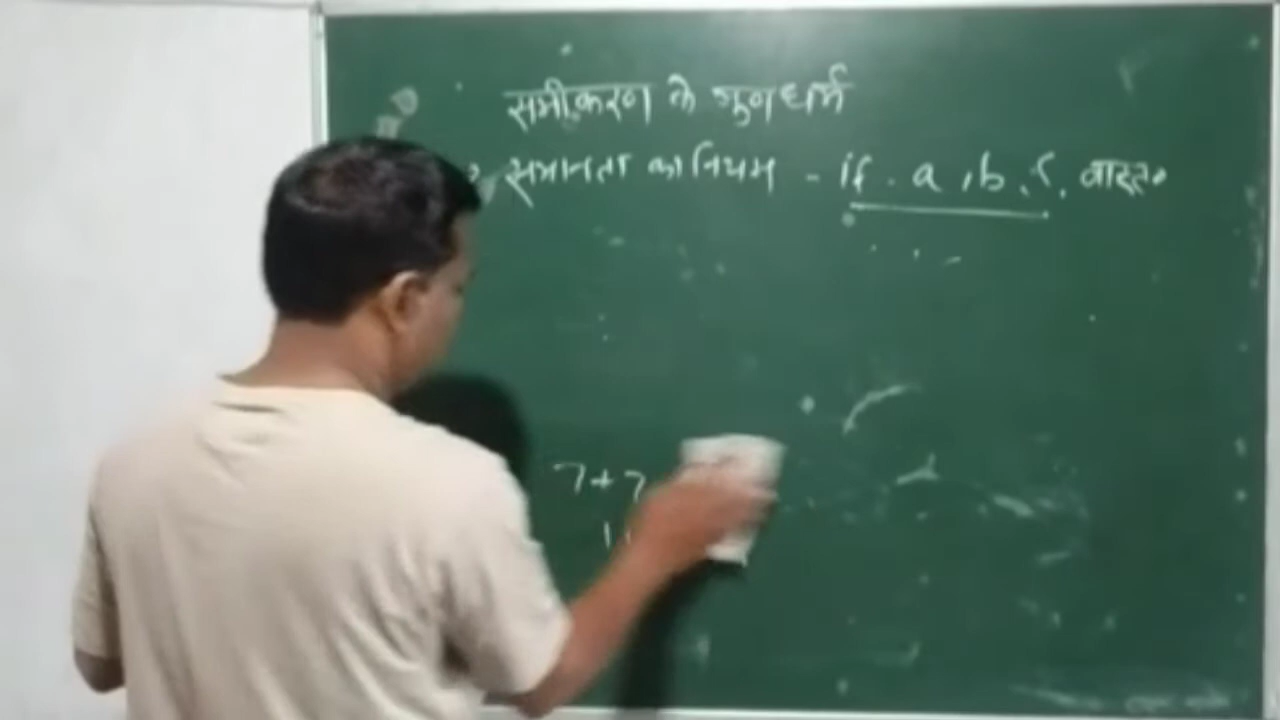 समीकरण के गुणधर्म
समानता का नियम - if. a, b, c, वास्त०
7+7